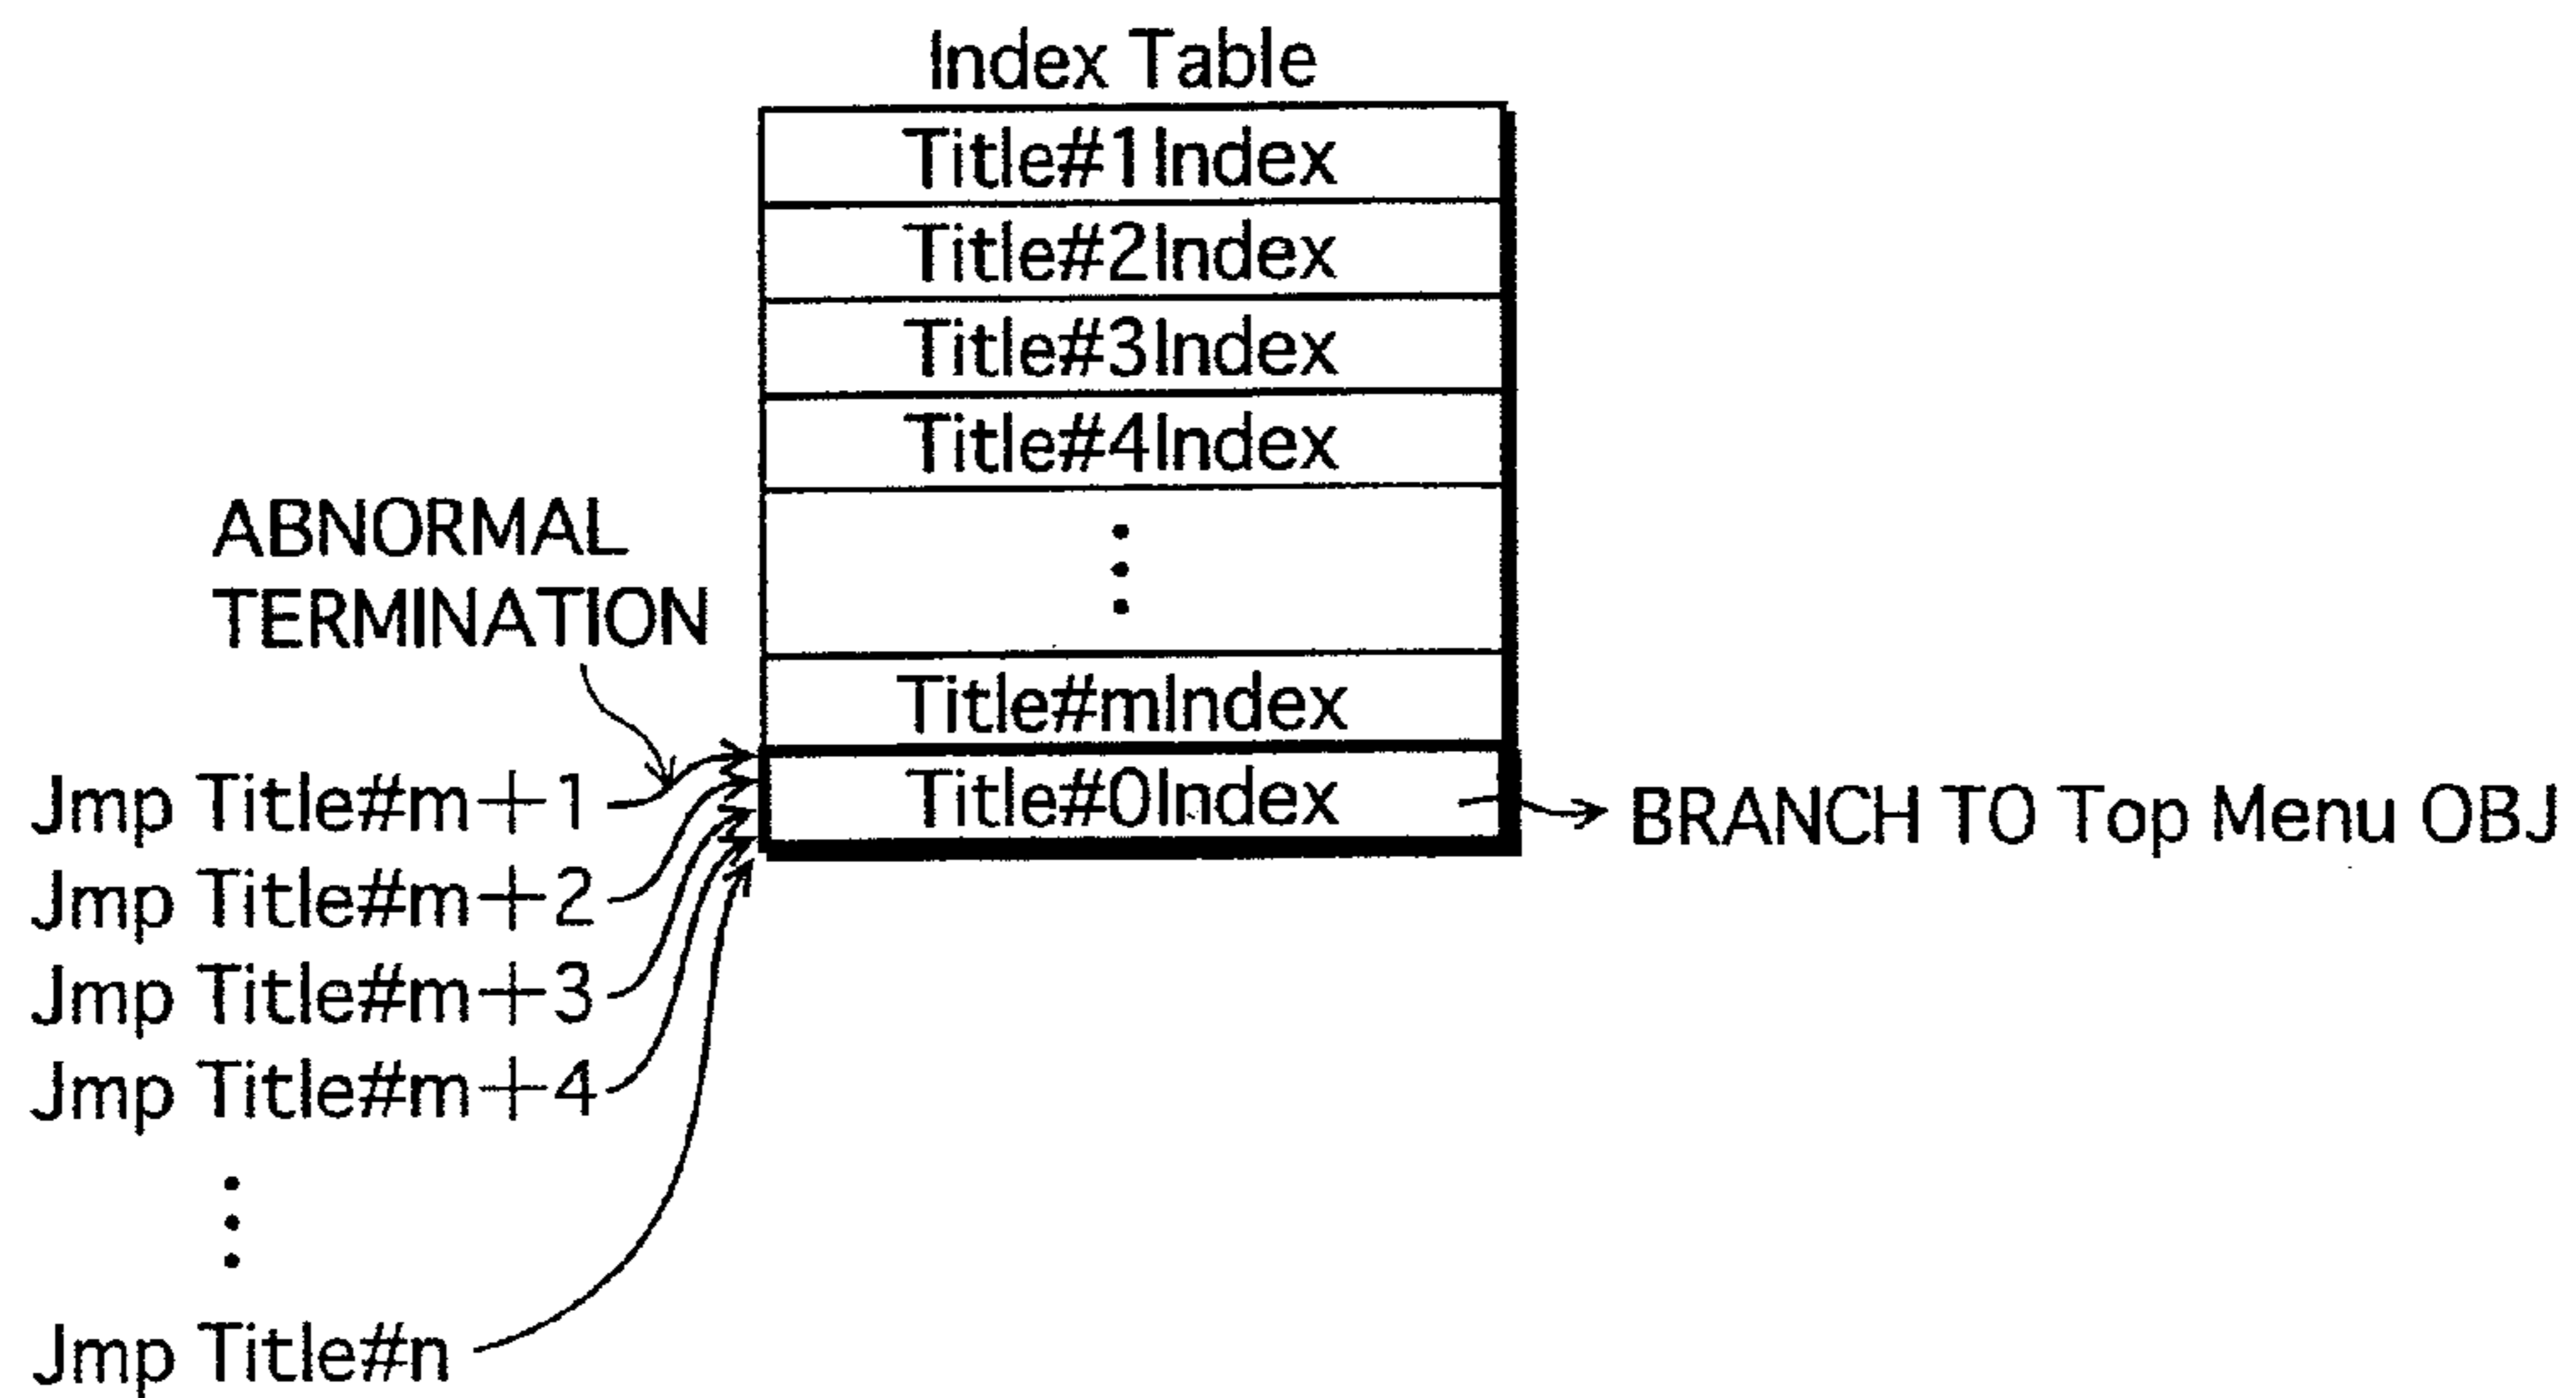 Index Table
Title#1Index
Title#2Index
Title#3Index
Title#4Index
Title#mIndex
Title#0Index
ABNORMAL
TERMINATION
Jmp Title#m+1
Jmp Title#m+2
Jmp Title#m+3
Jmp Title#m+4
Jmp Title#n
BRANCH TO Top Menu OBJ